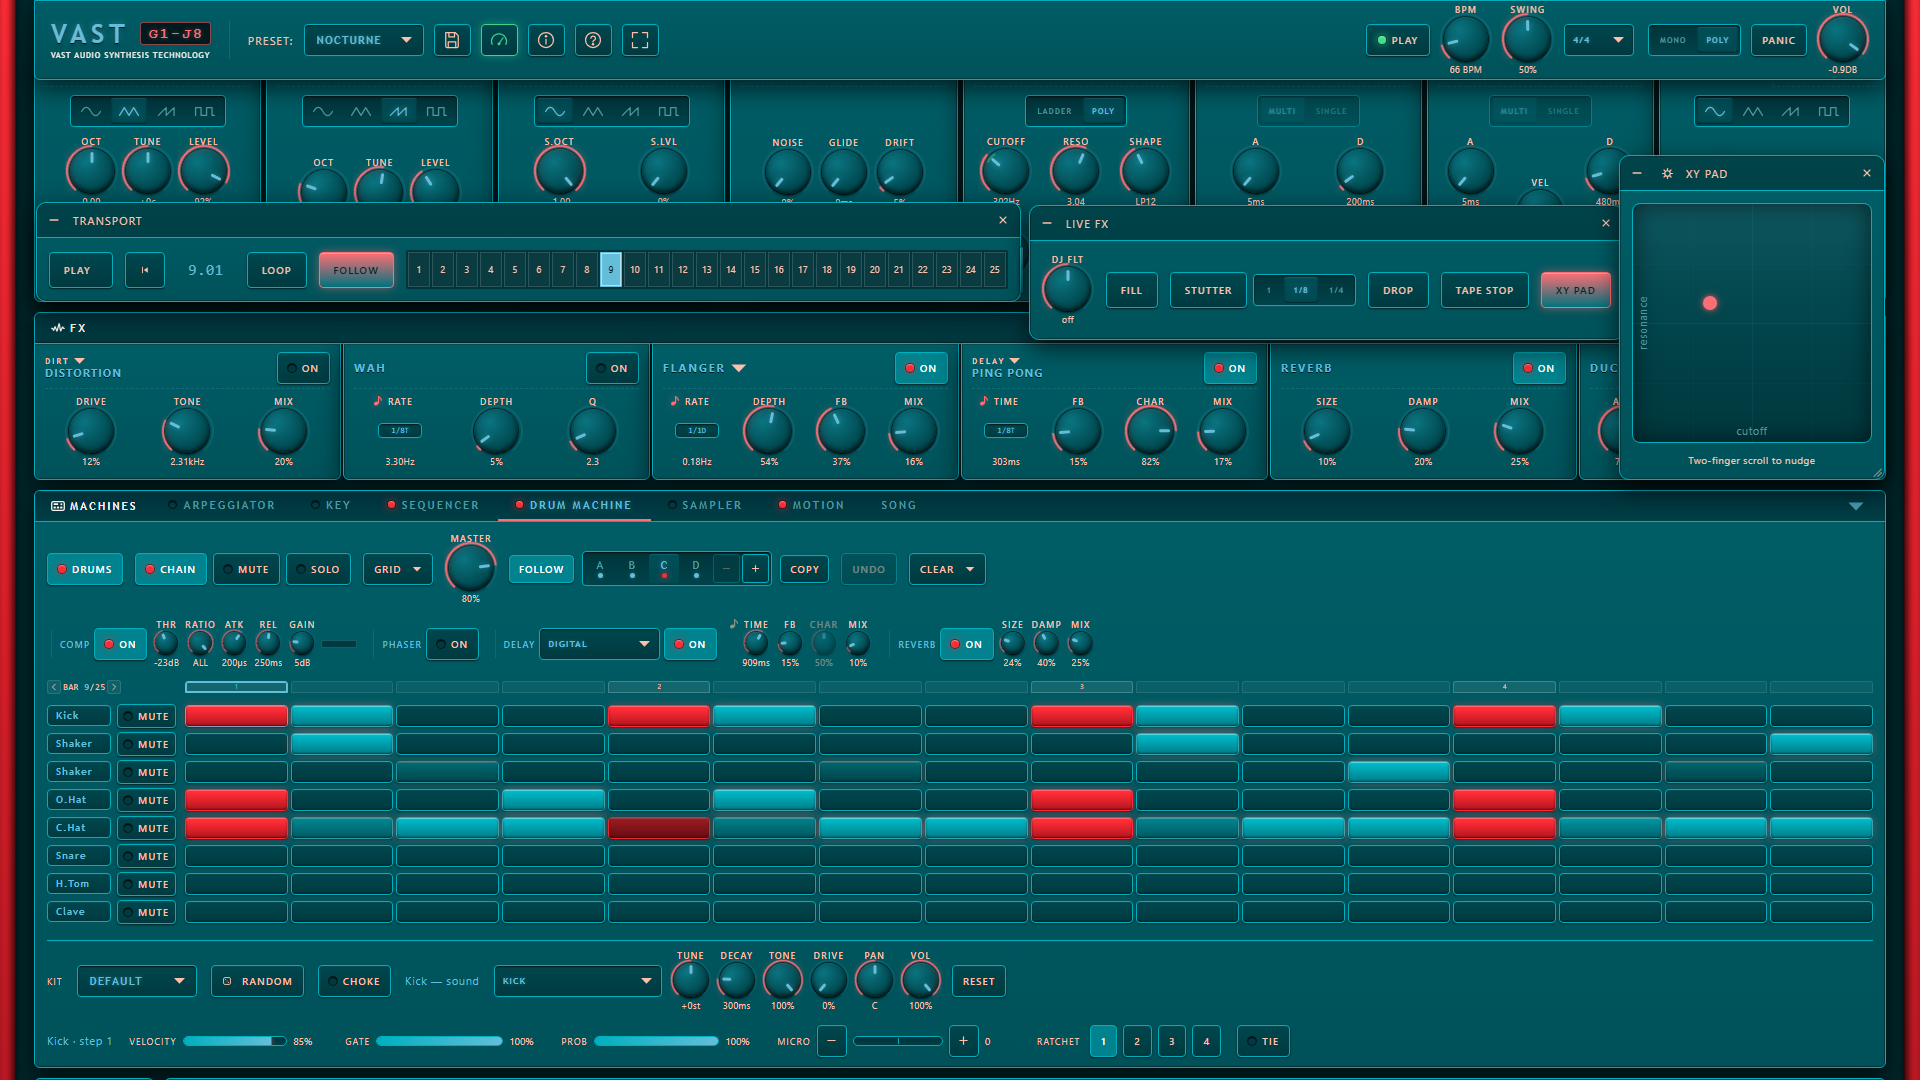 VAST G1-J8
VAST AUDIO SYNTHESIS TECHNOLOGY
PRESET: NOCTURNE
PLAY BPM 66 BPM SWING 50% 4/4 MONO POLY PANIC VOL -0.9DB
LADDER POLY MULTI SINGLE MULTI SINGLE
OCT TUNE LEVEL OCT TUNE LEVEL S.OCT S.LVL NOISE GLIDE DRIFT CUTOFF RESO SHAPE A D A VEL D
3.04 LP12 5ms 200ms 5ms 480m
TRANSPORT
PLAY 9.01 LOOP FOLLOW 1 2 3 4 5 6 7 8 9 10 11 12 13 14 15 16 17 18 19 20 21 22 23 24 25
LIVE FX
DJ FLT off FILL STUTTER 1 1/8 1/4 DROP TAPE STOP XY PAD
XY PAD
resonance
cutoff
Two-finger scroll to nudge
FX
DIRT DISTORTION ON WAH ON FLANGER ON DELAY PING PONG ON REVERB ON DUC
DRIVE TONE MIX RATE DEPTH Q RATE DEPTH FB MIX TIME FB CHAR MIX SIZE DAMP MIX
1/8T 1/1D 1/8T
12% 2.31kHz 20% 3.30Hz 5% 2.3 0.18Hz 54% 37% 16% 303ms 15% 82% 17% 10% 20% 25%
MACHINES ARPEGGIATOR KEY SEQUENCER DRUM MACHINE SAMPLER MOTION SONG
DRUMS CHAIN MUTE SOLO GRID MASTER 80% FOLLOW A B C D − + COPY UNDO CLEAR
COMP ON THR RATIO ATK REL GAIN PHASER ON DELAY DIGITAL ON TIME FB CHAR MIX REVERB ON SIZE DAMP MIX
-23dB ALL 200µs 250ms 5dB 909ms 15% 50% 10% 24% 40% 25%
BAR 9/25 1 2 3 4
Kick MUTE
Shaker MUTE
Shaker MUTE
O.Hat MUTE
C.Hat MUTE
Snare MUTE
H.Tom MUTE
Clave MUTE
KIT DEFAULT RANDOM CHOKE Kick — sound KICK TUNE DECAY TONE DRIVE PAN VOL RESET
+0st 300ms 100% 0% C 100%
Kick · step 1 VELOCITY 85% GATE 100% PROB 100% MICRO − + 0 RATCHET 1 2 3 4 TIE